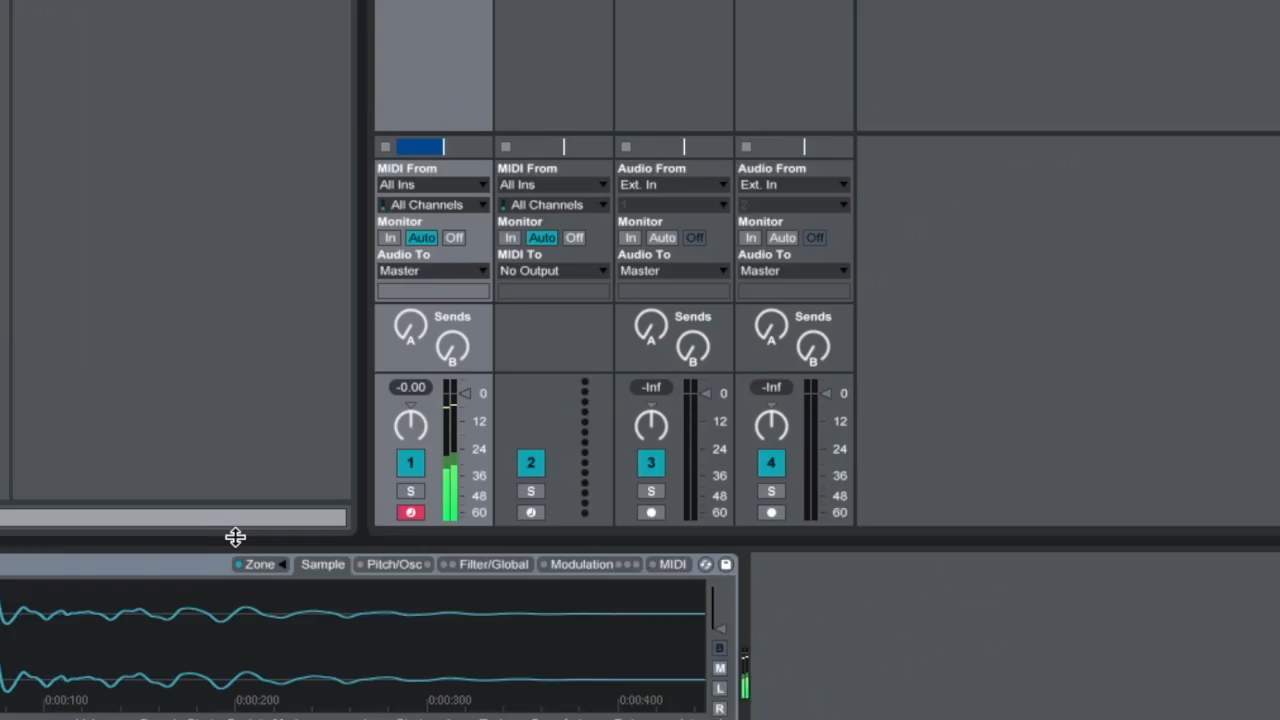 MIDI From MIDI From Audio From Audio From
All Ins All Ins Ext. In Ext. In
All Channels All Channels 1 2
Monitor Monitor Monitor Monitor
In Auto Off In Auto Off In Auto Off In Auto Off
Audio To MIDI To Audio To Audio To
Master No Output Master Master
Sends Sends Sends
A A A
B B B
-0.00 0 -Inf 0 -Inf 0
12 12 12
24 24 24
1 2 3 4
36 36 36
S S S S
48 48 48
60 60 60
Zone Sample Pitch/Osc Filter/Global Modulation MIDI
B
M
L
R
0:00:100 0:00:200 0:00:300 0:00:400